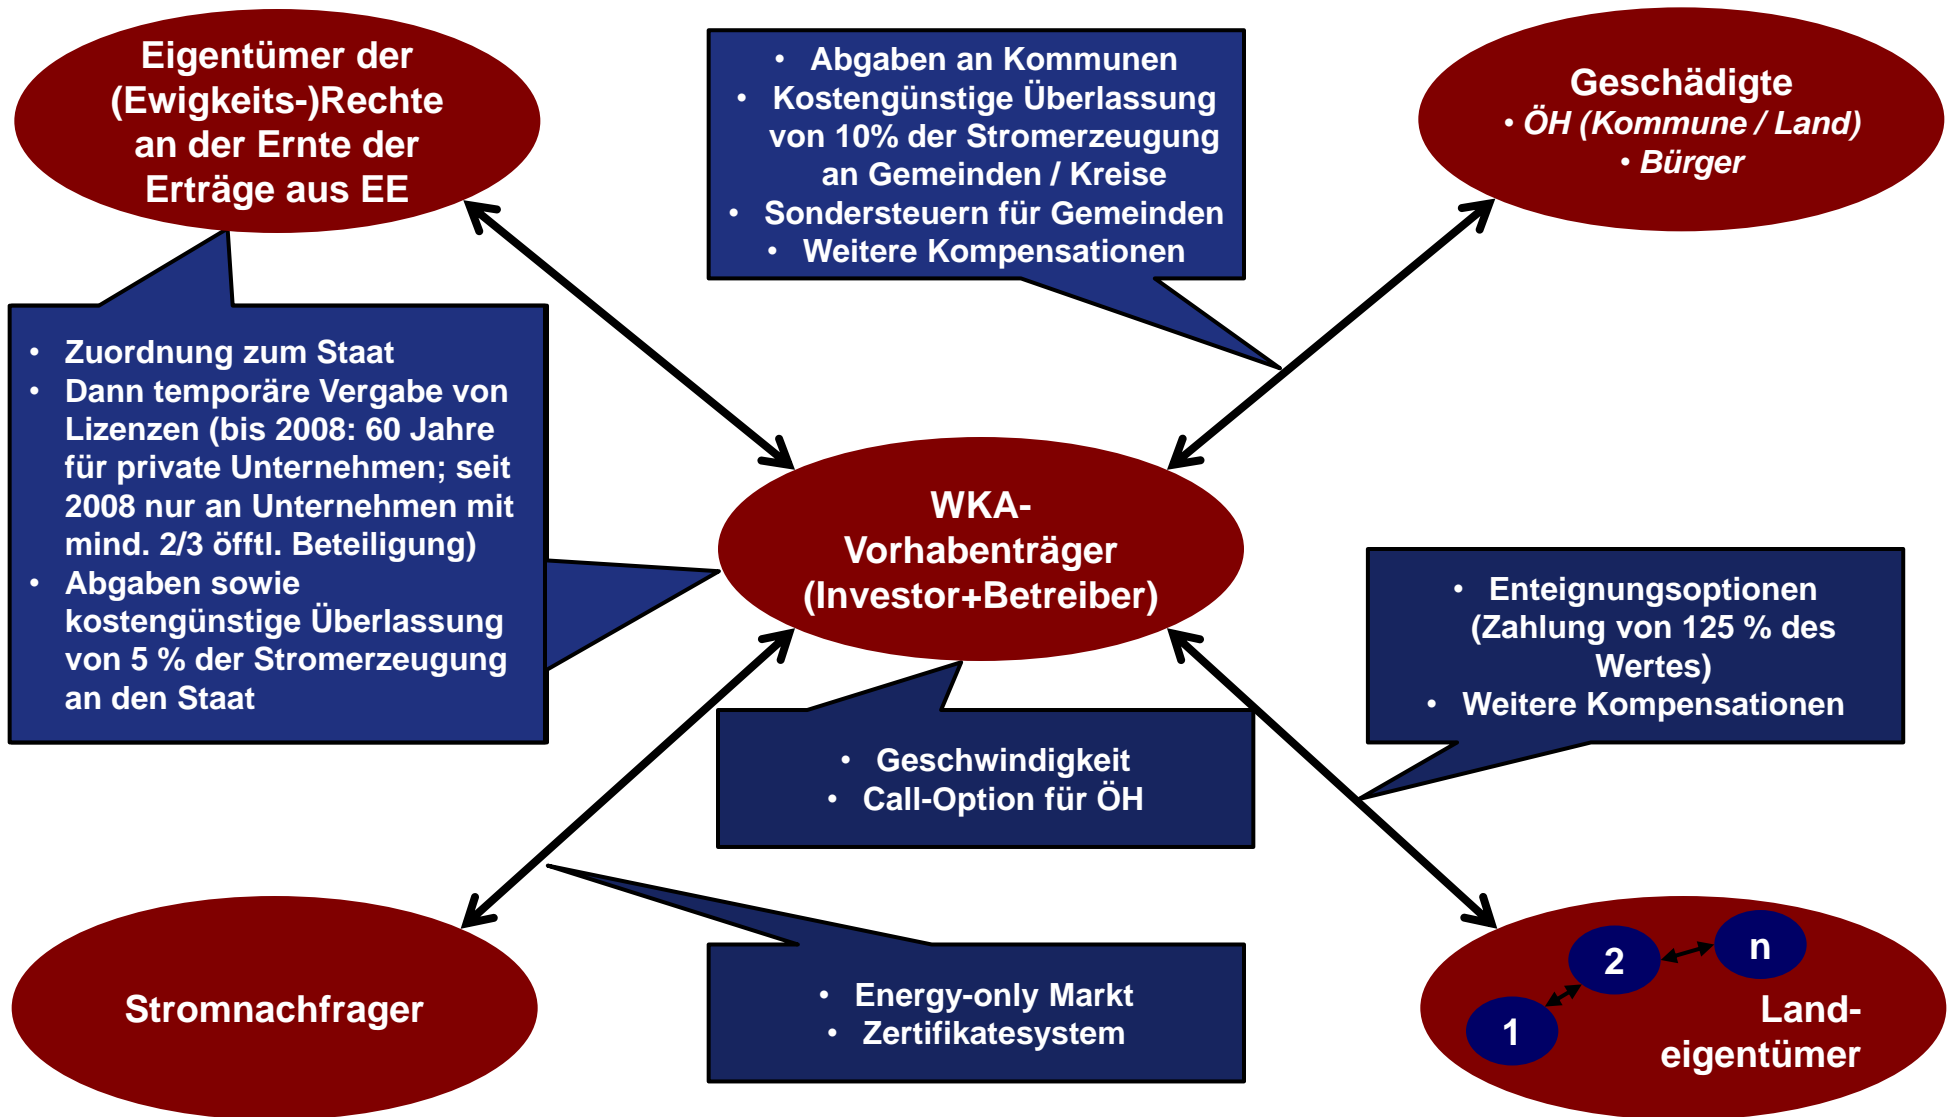 Eigentümer der
(Ewigkeits-)Rechte
an der Ernte der
Erträge aus EE
• Abgaben an Kommunen
• Kostengünstige Überlassung
von 10% der Stromerzeugung
an Gemeinden / Kreise
• Sondersteuern für Gemeinden
• Weitere Kompensationen
Geschädigte
• ÖH (Kommune / Land)
• Bürger
• Zuordnung zum Staat
• Dann temporäre Vergabe von
Lizenzen (bis 2008: 60 Jahre
für private Unternehmen; seit
2008 nur an Unternehmen mit
mind. 2/3 öfftl. Beteiligung)
• Abgaben sowie
kostengünstige Überlassung
von 5 % der Stromerzeugung
an den Staat
WKA-
Vorhabenträger
(Investor+Betreiber)
• Enteignungsoptionen
(Zahlung von 125 % des
Wertes)
• Weitere Kompensationen
• Geschwindigkeit
• Call-Option für ÖH
Stromnachfrager
• Energy-only Markt
• Zertifikatesystem
1
2
n
Land-
eigentümer